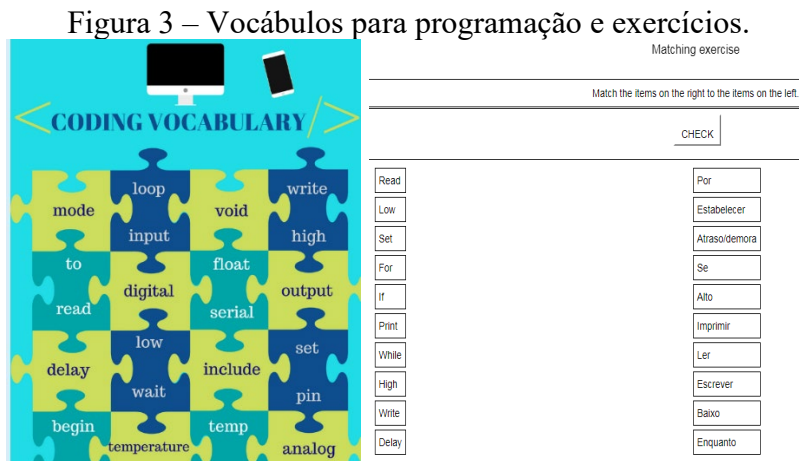 Figura 3 – Vocábulos para programação e exercícios.
< CODING VOCABULARY / >
loop
write
mode
void
input
high
to
float
digital
output
read
serial
low
set
delay
include
wait
pin
begin
temp
temperature
analog
Matching exercise
Match the items on the right to the items on the left.
CHECK
Read Por
Low Estabelecer
Set Atraso/demora
For Se
If Alto
Print Imprimir
While Ler
High Escrever
Write Baixo
Delay Enquanto